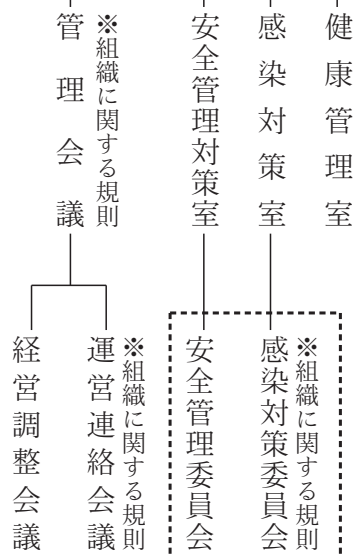 健康管理室
感染対策室
安全管理対策室
※組織に関する規則
管理会議
※組織に関する規則
感染対策委員会
安全管理委員会
※組織に関する規則
運営連絡会議
経営調整会議